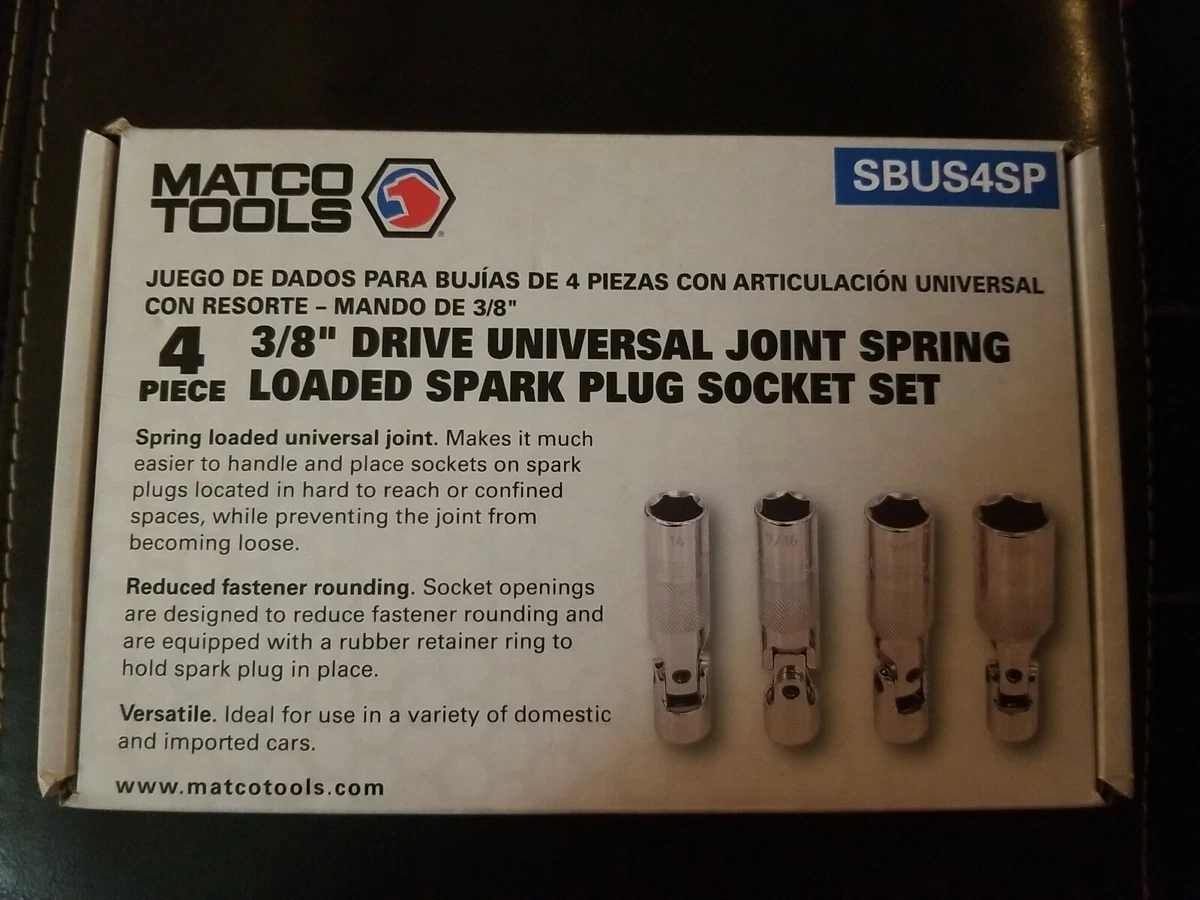 MATCO
TOOLS
®
SBUS4SP
JUEGO DE DADOS PARA BUJÍAS DE 4 PIEZAS CON ARTICULACIÓN UNIVERSAL
CON RESORTE – MANDO DE 3/8"
4
PIECE
3/8" DRIVE UNIVERSAL JOINT SPRING
LOADED SPARK PLUG SOCKET SET
Spring loaded universal joint. Makes it much
easier to handle and place sockets on spark
plugs located in hard to reach or confined
spaces, while preventing the joint from
becoming loose.
Reduced fastener rounding. Socket openings
are designed to reduce fastener rounding and
are equipped with a rubber retainer ring to
hold spark plug in place.
Versatile. Ideal for use in a variety of domestic
and imported cars.
www.matcotools.com
14
9/16
5/8